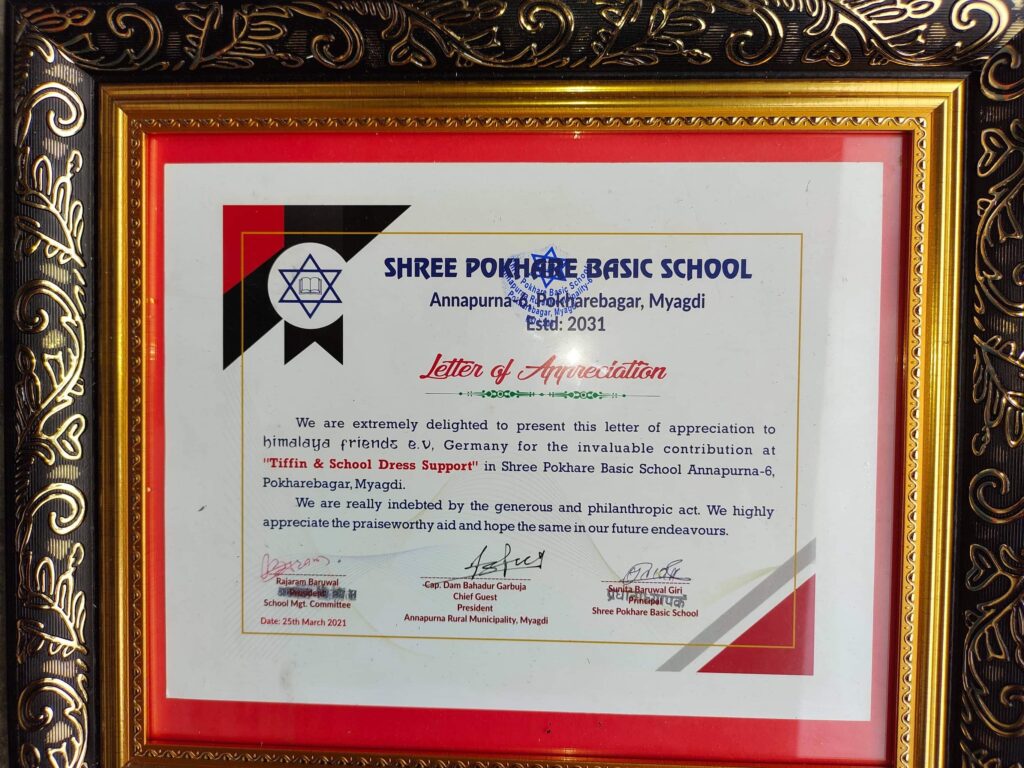 SHREE POKHARE BASIC SCHOOL
Annapurna-6, Pokharebagar, Myagdi
Estd: 2031
Letter of Appreciation
We are extremely delighted to present this letter of appreciation to
himalaya friends e.v, Germany for the invaluable contribution at
"Tiffin & School Dress Support" in Shree Pokhare Basic School Annapurna-6,
Pokharebagar, Myagdi.
We are really indebted by the generous and philanthropic act. We highly
appreciate the praiseworthy aid and hope the same in our future endeavours.
Rajaram Baruwal
President
School Mgt. Committee
Date: 25th March 2021
Cap. Dam Bahadur Garbuja
Chief Guest
President
Annapurna Rural Municipality, Myagdi
Sunita Baruwal Giri
Principal
प्रधानाध्यापक
Shree Pokhare Basic School